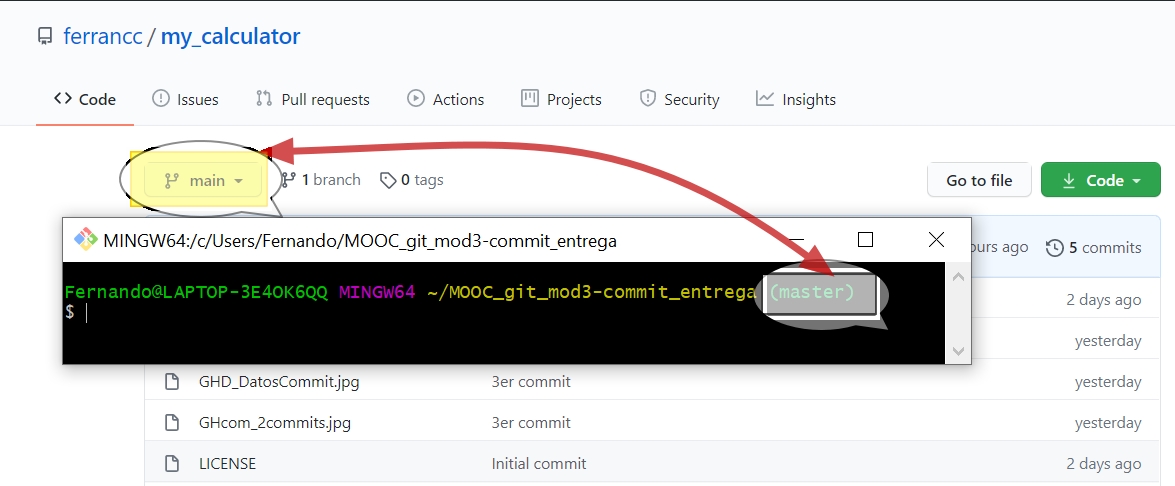 ferrancc / my_calculator
Code Issues Pull requests Actions Projects Security Insights
main 1 branch 0 tags Go to file Code
MINGW64:/c/Users/Fernando/MOOC_git_mod3-commit_entrega
ours ago 5 commits
Fernando@LAPTOP-3E4OK6QQ MINGW64 ~/MOOC_git_mod3-commit_entrega (master)
$
2 days ago
yesterday
GHD_DatosCommit.jpg 3er commit yesterday
GHcom_2commits.jpg 3er commit yesterday
LICENSE Initial commit 2 days ago